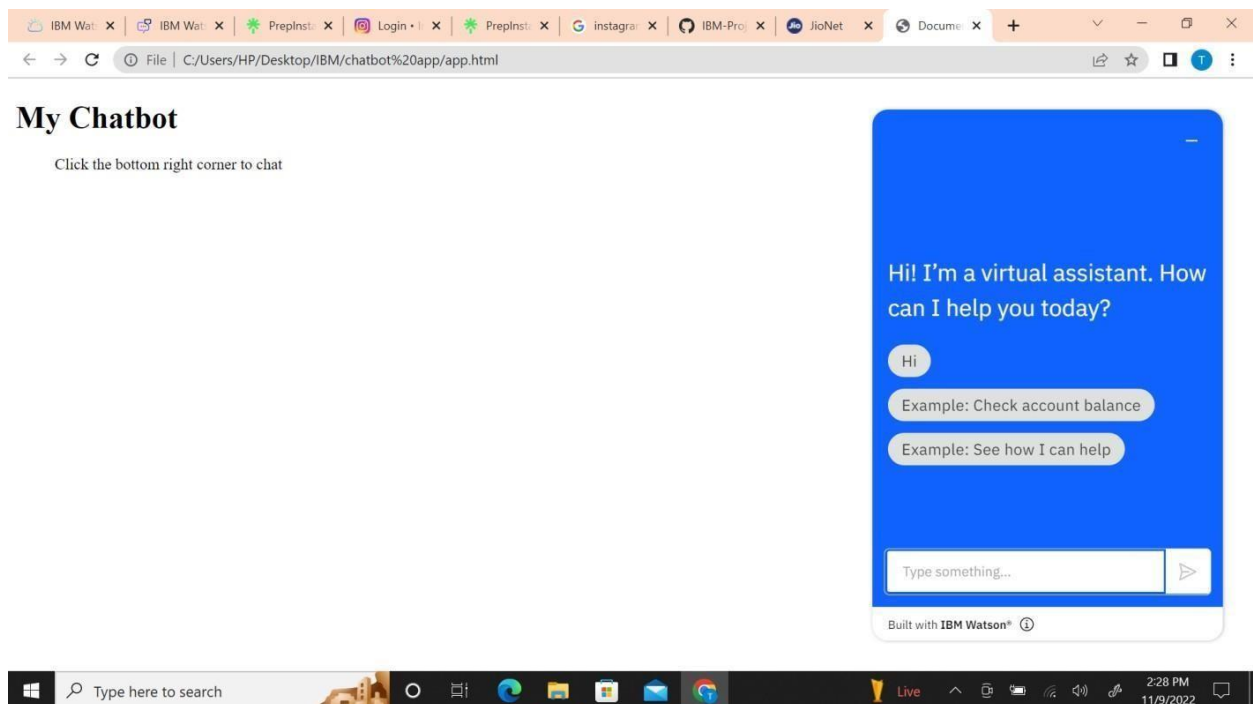 IBM Wat
IBM Wat
PrepInsta
Login •
PrepInsta
instagra
IBM-Proj
JioNet
Docume
File | C:/Users/HP/Desktop/IBM/chatbot%20app/app.html
T
My Chatbot
Click the bottom right corner to chat
Hi! I’m a virtual assistant. How
can I help you today?
Hi
Example: Check account balance
Example: See how I can help
Type something...
Built with IBM Watson®
Type here to search
Live
2:28 PM
11/9/2022